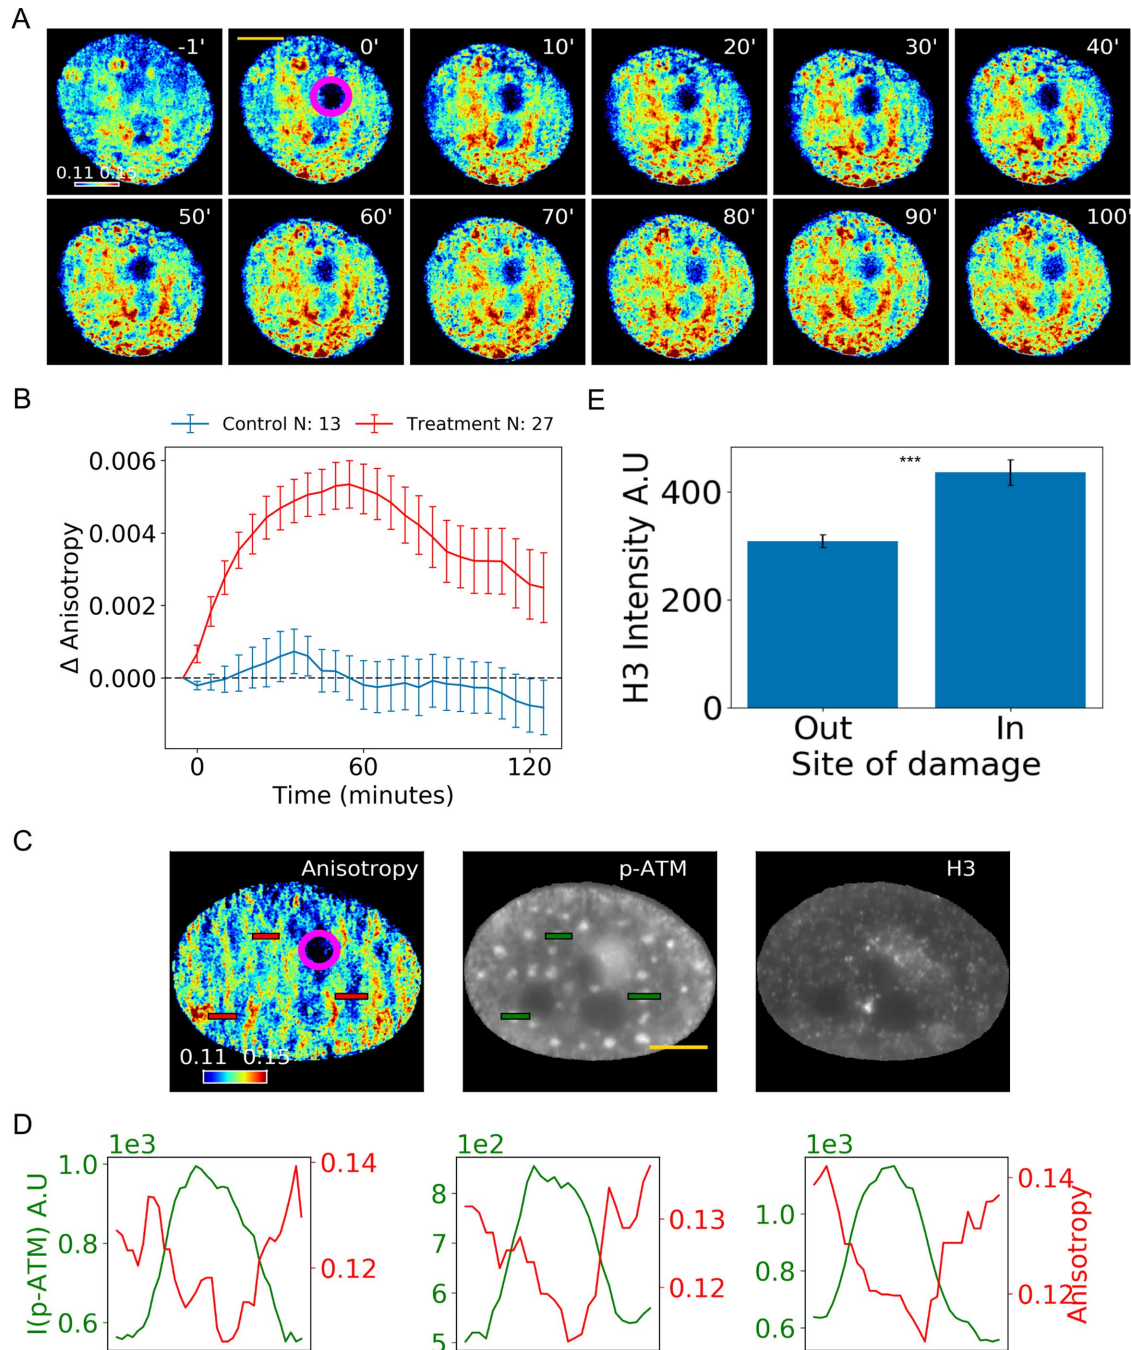 A
-1'
0'
10'
20'
30'
40'
0.11 0.15
50'
60'
70'
80'
90'
100'
B
Control N: 13
Treatment N: 27
0.006
0.004
0.002
0.000
Δ Anisotropy
0
60
120
Time (minutes)
E
400
200
0
H3 Intensity A.U
***
Out
In
Site of damage
C
Anisotropy
0.11 0.15
p-ATM
H3
D
1e3
1.0
0.8
0.6
I(p-ATM) A.U
0.14
0.12
1e2
8
7
6
5
0.13
0.12
1e3
1.0
0.8
0.6
0.14
0.12
Anisotropy